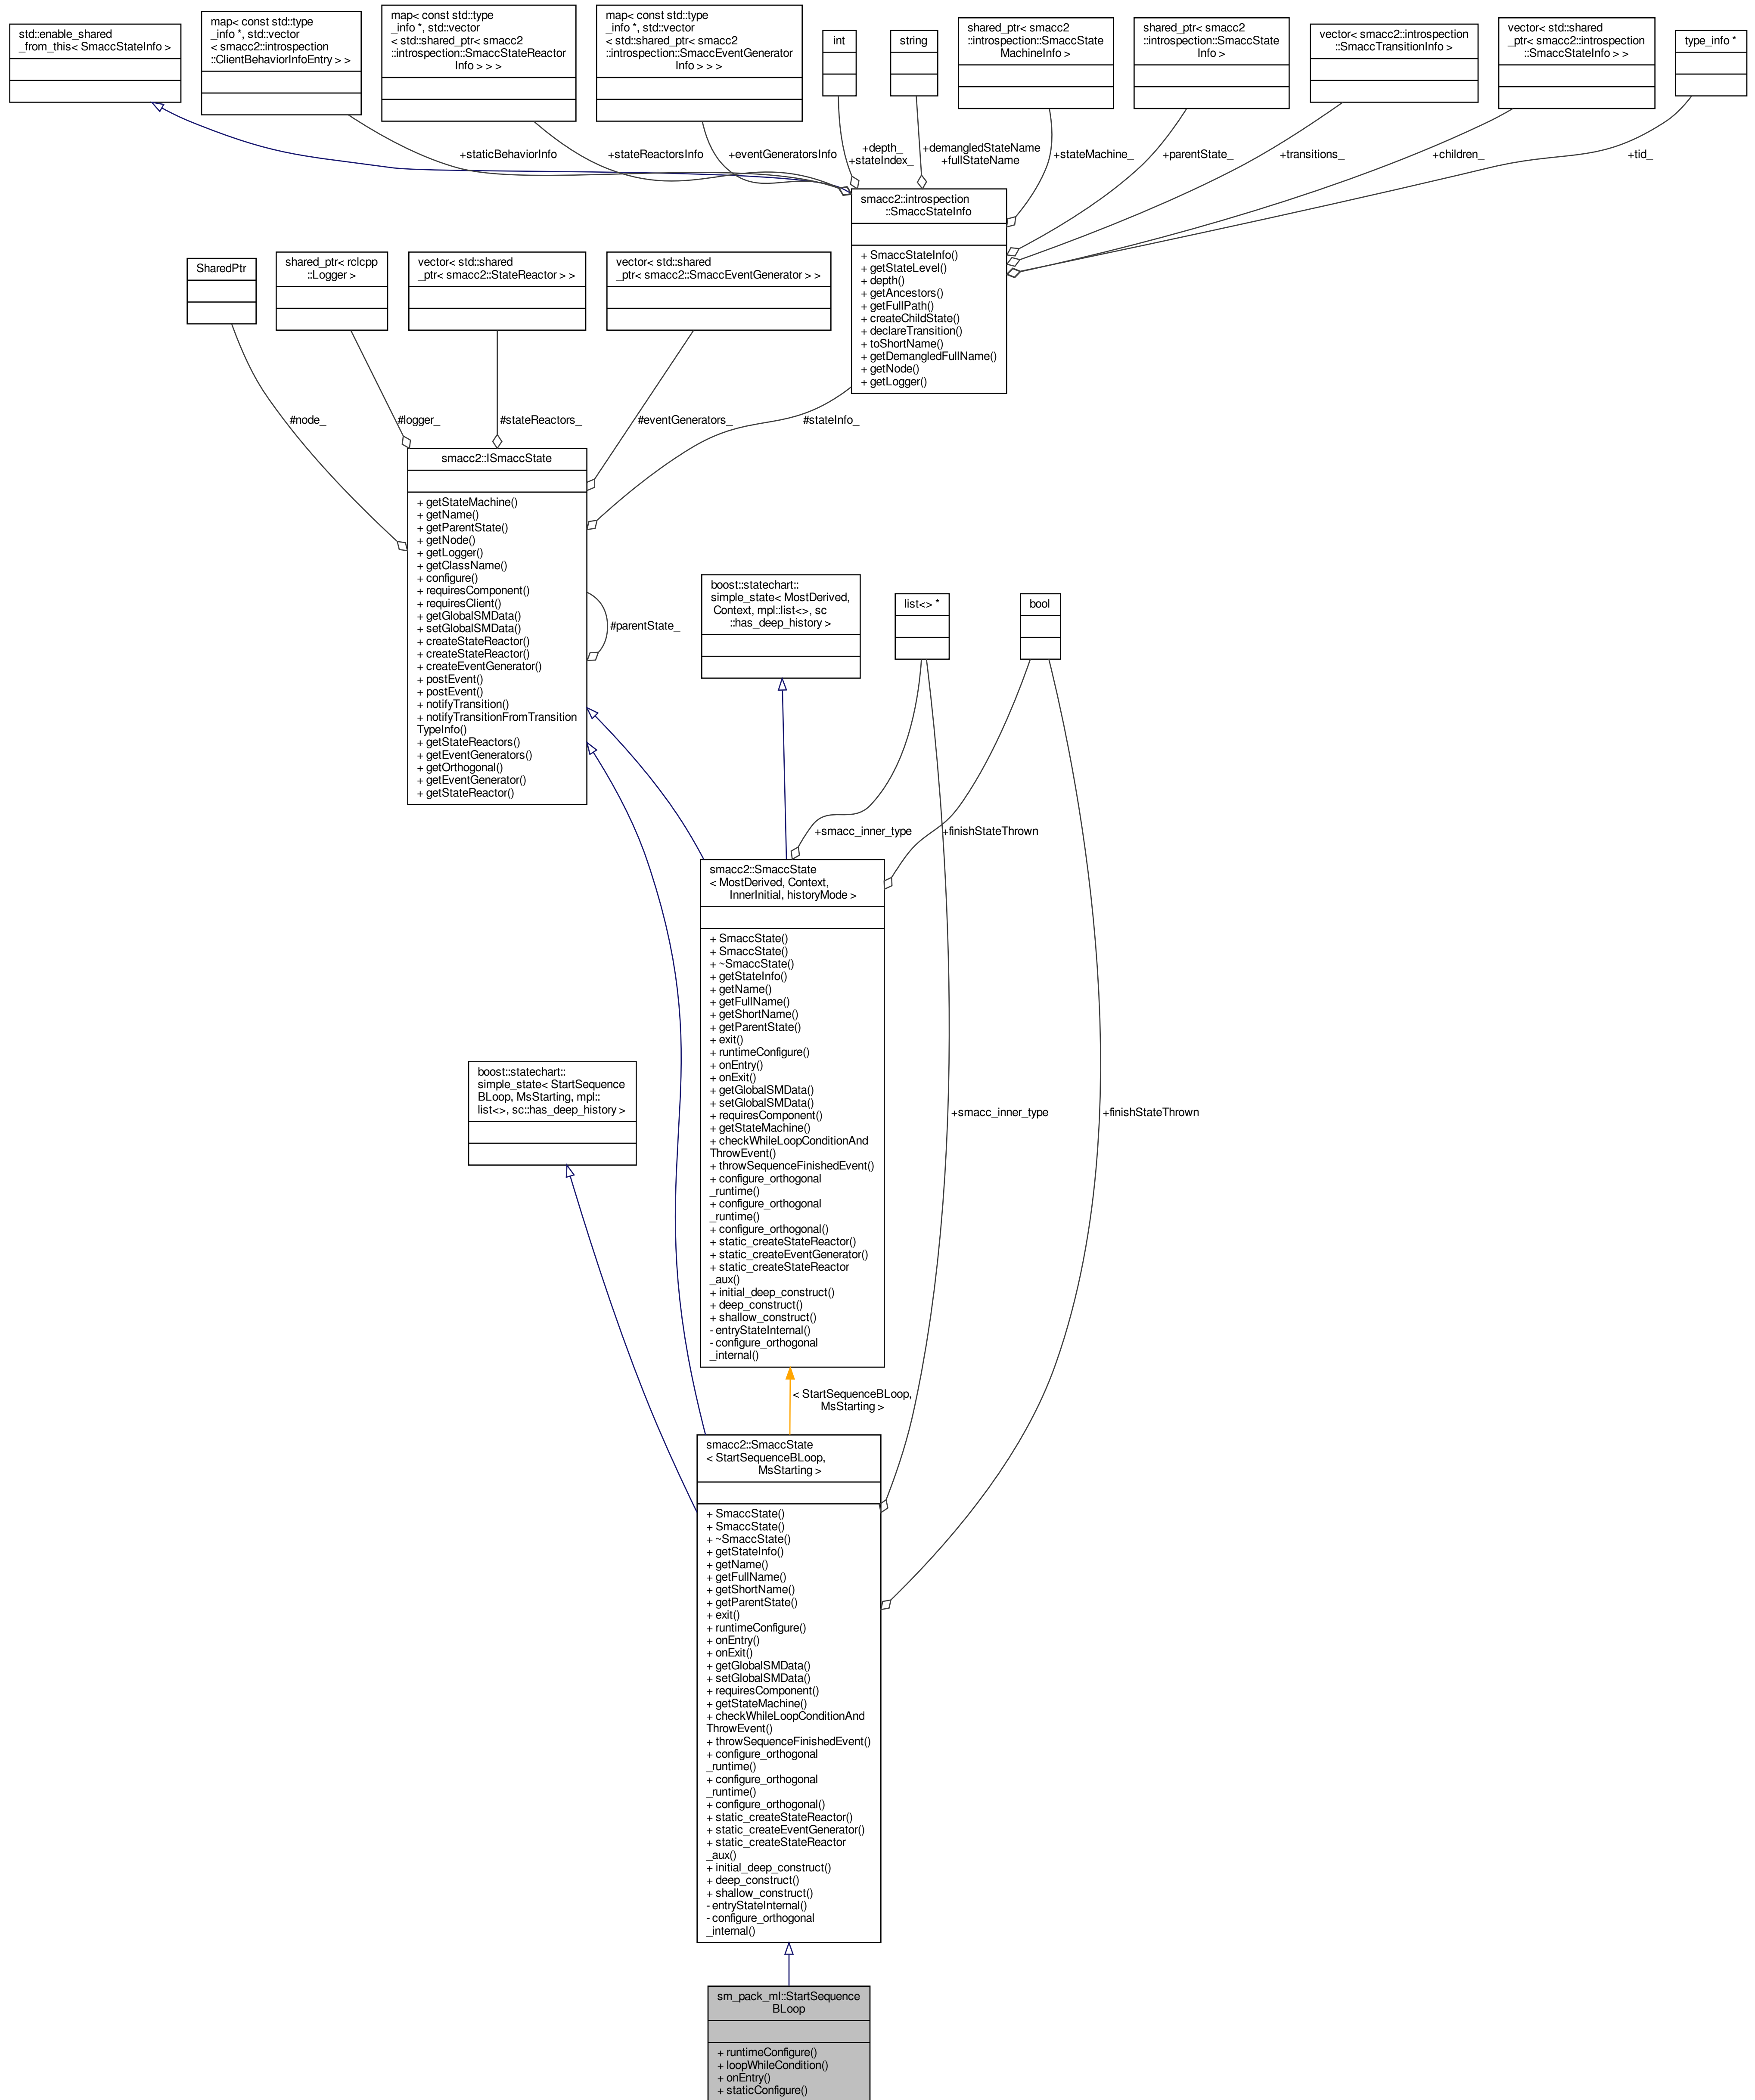 std::enable_shared
_from_this< SmaccStateInfo >
map< const std::type
_info *, std::vector
< smacc2::introspection
::ClientBehaviorInfoEntry > >
map< const std::type
_info *, std::vector
< std::shared_ptr< smacc2
::introspection::SmaccStateReactor
Info > > >
map< const std::type
_info *, std::vector
< std::shared_ptr< smacc2
::introspection::SmaccEventGenerator
Info > > >
int
string
shared_ptr< smacc2
::introspection::SmaccState
MachineInfo >
shared_ptr< smacc2
::introspection::SmaccState
Info >
vector< smacc2::introspection
::SmaccTransitionInfo >
vector< std::shared
_ptr< smacc2::introspection
::SmaccStateInfo > >
type_info *
+staticBehaviorInfo
+stateReactorsInfo
+eventGeneratorsInfo
+depth_
+stateIndex_
+demangledStateName
+fullStateName
+stateMachine_
+parentState_
+transitions_
+children_
+tid_
smacc2::introspection
::SmaccStateInfo
+ SmaccStateInfo()
+ getStateLevel()
+ depth()
+ getAncestors()
+ getFullPath()
+ createChildState()
+ declareTransition()
+ toShortName()
+ getDemangledFullName()
+ getNode()
+ getLogger()
SharedPtr
shared_ptr< rclcpp
::Logger >
vector< std::shared
_ptr< smacc2::StateReactor > >
vector< std::shared
_ptr< smacc2::SmaccEventGenerator > >
#node_
#logger_
#stateReactors_
#eventGenerators_
#stateInfo_
smacc2::ISmaccState
+ getStateMachine()
+ getName()
+ getParentState()
+ getNode()
+ getLogger()
+ getClassName()
+ configure()
+ requiresComponent()
+ requiresClient()
+ getGlobalSMData()
+ setGlobalSMData()
+ createStateReactor()
+ createStateReactor()
+ createEventGenerator()
+ postEvent()
+ postEvent()
+ notifyTransition()
+ notifyTransitionFromTransition
TypeInfo()
+ getStateReactors()
+ getEventGenerators()
+ getOrthogonal()
+ getEventGenerator()
+ getStateReactor()
#parentState_
boost::statechart::
simple_state< MostDerived,
Context, mpl::list<>, sc
::has_deep_history >
list<> *
bool
+smacc_inner_type
+finishStateThrown
smacc2::SmaccState
< MostDerived, Context,
InnerInitial, historyMode >
+ SmaccState()
+ SmaccState()
+ ~SmaccState()
+ getStateInfo()
+ getName()
+ getFullName()
+ getShortName()
+ getParentState()
+ exit()
+ runtimeConfigure()
+ onEntry()
+ onExit()
+ getGlobalSMData()
+ setGlobalSMData()
+ requiresComponent()
+ getStateMachine()
+ checkWhileLoopConditionAnd
ThrowEvent()
+ throwSequenceFinishedEvent()
+ configure_orthogonal
_runtime()
+ configure_orthogonal
_runtime()
+ configure_orthogonal()
+ static_createStateReactor()
+ static_createEventGenerator()
+ static_createStateReactor
_aux()
+ initial_deep_construct()
+ deep_construct()
+ shallow_construct()
- entryStateInternal()
- configure_orthogonal
_internal()
boost::statechart::
simple_state< StartSequence
BLoop, MsStarting, mpl::
list<>, sc::has_deep_history >
+smacc_inner_type
+finishStateThrown
< StartSequenceBLoop,
MsStarting >
smacc2::SmaccState
< StartSequenceBLoop,
MsStarting >
+ SmaccState()
+ SmaccState()
+ ~SmaccState()
+ getStateInfo()
+ getName()
+ getFullName()
+ getShortName()
+ getParentState()
+ exit()
+ runtimeConfigure()
+ onEntry()
+ onExit()
+ getGlobalSMData()
+ setGlobalSMData()
+ requiresComponent()
+ getStateMachine()
+ checkWhileLoopConditionAnd
ThrowEvent()
+ throwSequenceFinishedEvent()
+ configure_orthogonal
_runtime()
+ configure_orthogonal
_runtime()
+ configure_orthogonal()
+ static_createStateReactor()
+ static_createEventGenerator()
+ static_createStateReactor
_aux()
+ initial_deep_construct()
+ deep_construct()
+ shallow_construct()
- entryStateInternal()
- configure_orthogonal
_internal()
sm_pack_ml::StartSequence
BLoop
+ runtimeConfigure()
+ loopWhileCondition()
+ onEntry()
+ staticConfigure()